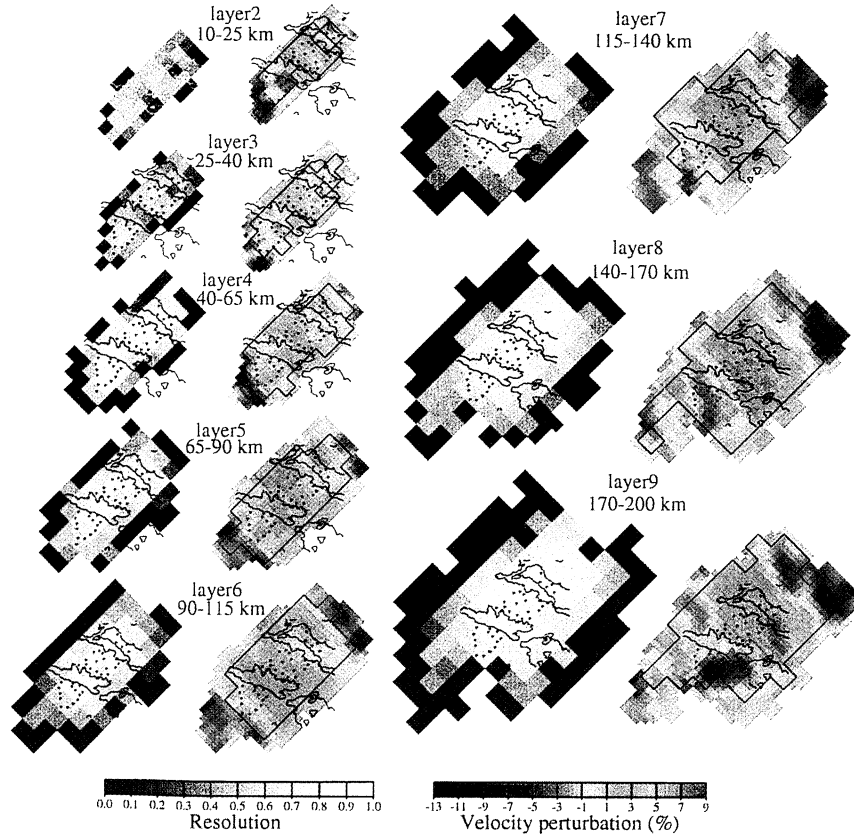 layer2
10-25 km
layer3
25-40 km
layer4
40-65 km
layer5
65-90 km
layer6
90-115 km
layer7
115-140 km
layer8
140-170 km
layer9
170-200 km
0.0 0.1 0.2 0.3 0.4 0.5 0.6 0.7 0.8 0.9 1.0
Resolution
-13 -11 -9 -7 -5 -3 -1 1 3 5 7 9
Velocity perturbation (%)